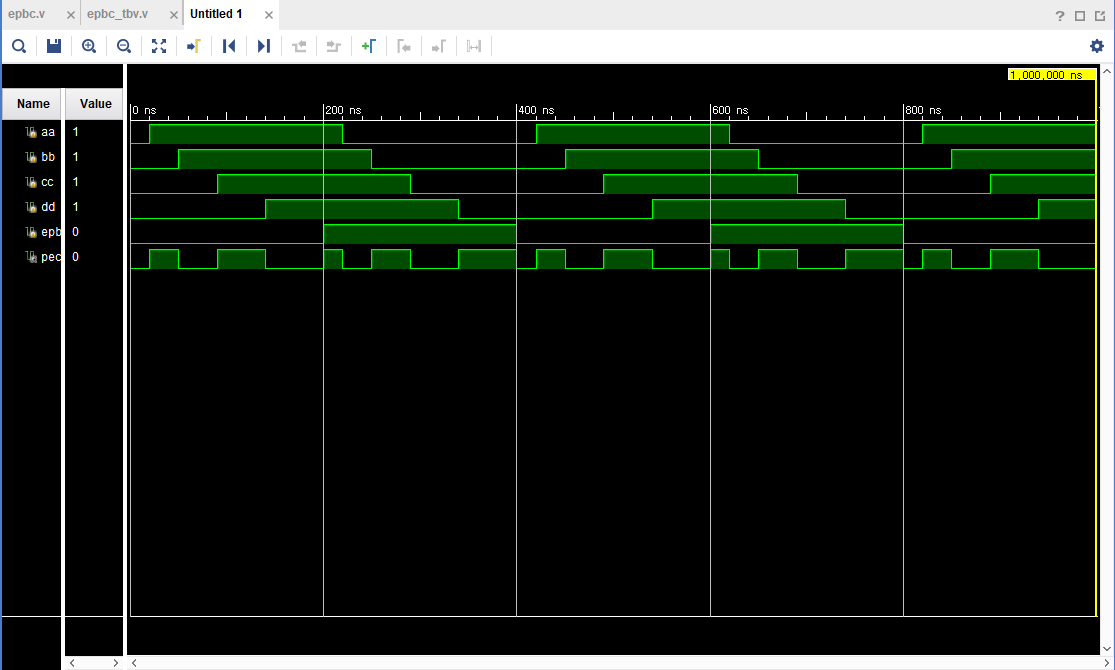 epbc.v × epbc_tbv.v × Untitled 1 ×
?
1,000,000 ns
Name Value
0 ns 200 ns 400 ns 600 ns 800 ns
aa 1
bb 1
cc 1
dd 1
epb 0
pec 0